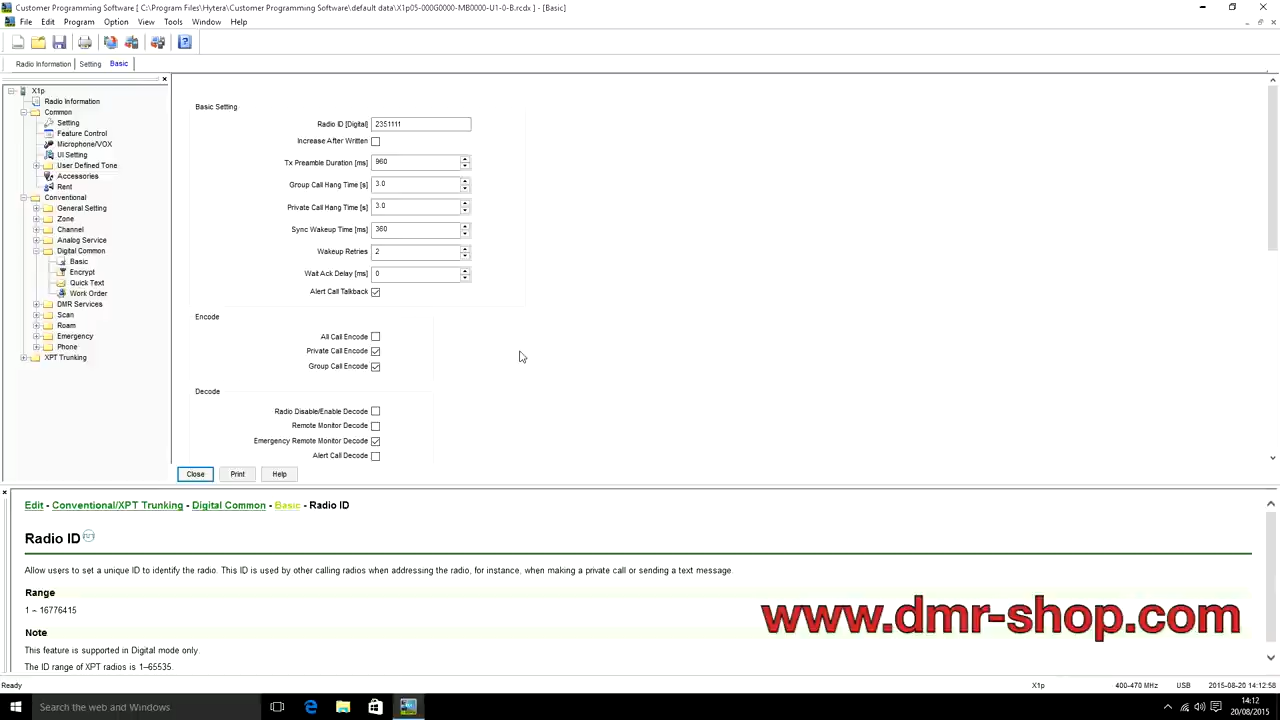 Customer Programming Software [ C:\Program Files\Hytera\Customer Programming Software\default data\X1p05-000G0000-MB0000-U1-0-B.rcdx ] - [Basic]
File Edit Program Option View Tools Window Help
Radio Information Setting Basic
X1p
Radio Information
Common
Setting
Feature Control
Microphone/VOX
UI Setting
User Defined Tone
Accessories
Rent
Conventional
General Setting
Zone
Channel
Analog Service
Digital Common
Basic
Encrypt
Quick Text
Work Order
DMR Services
Scan
Roam
Emergency
Phone
XPT Trunking
Basic Setting
Radio ID [Digital] 2351111
Increase After Written
Tx Preamble Duration [ms] 960
Group Call Hang Time [s] 3.0
Private Call Hang Time [s] 3.0
Sync Wakeup Time [ms] 360
Wakeup Retries 2
Wait Ack Delay [ms] 0
Alert Call Talkback
Encode
All Call Encode
Private Call Encode
Group Call Encode
Decode
Radio Disable/Enable Decode
Remote Monitor Decode
Emergency Remote Monitor Decode
Alert Call Decode
Close Print Help
Edit - Conventional/XPT Trunking - Digital Common - Basic - Radio ID
Radio ID
Allow users to set a unique ID to identify the radio. This ID is used by other calling radios when addressing the radio, for instance, when making a private call or sending a text message.
Range
1 ~ 16776415
Note
This feature is supported in Digital mode only.
The ID range of XPT radios is 1~65535.
www.dmr-shop.com
Ready X1p 400-470 MHz USB 2015-08-20 14:12:58
Search the web and Windows
14:12
20/08/2015